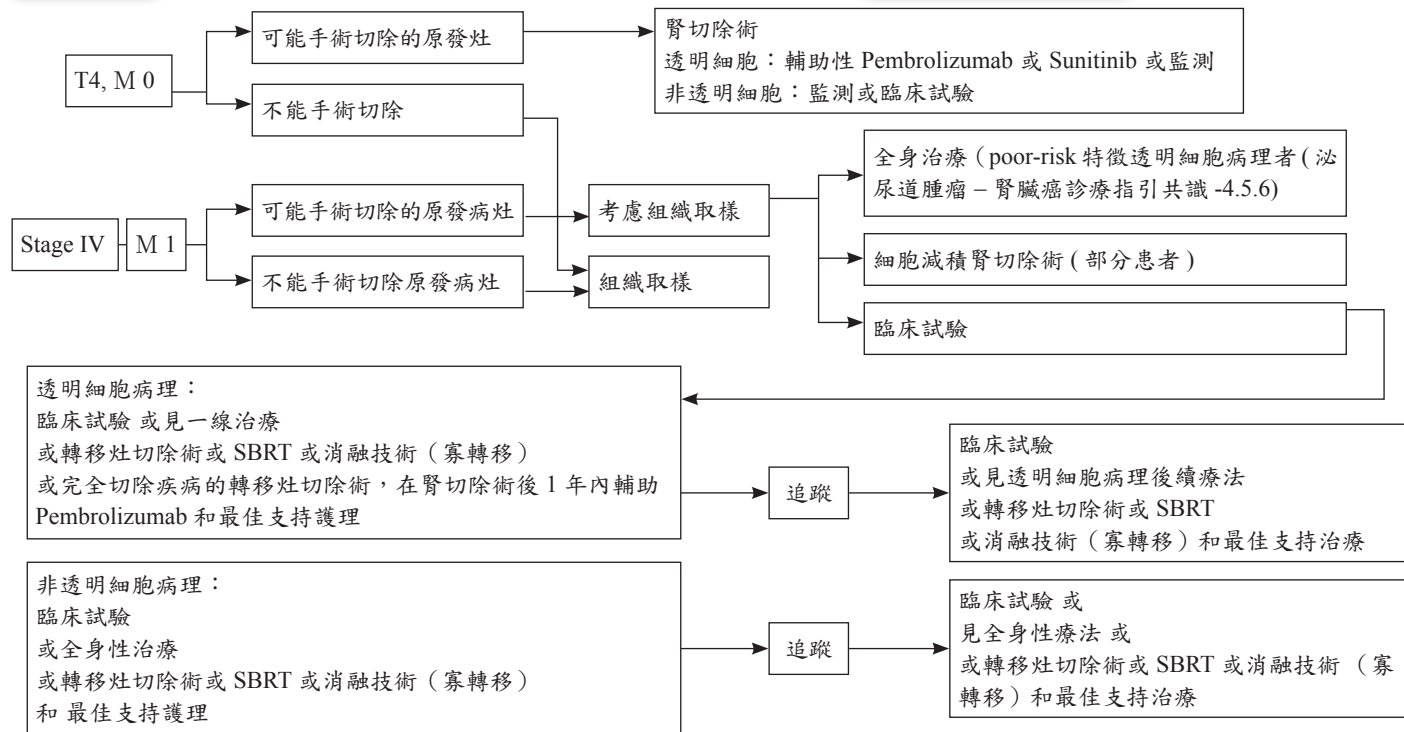 T4, M 0
可能手術切除的原發灶
不能手術切除
腎切除術
透明細胞：輔助性 Pembrolizumab 或 Sunitinib 或監測
非透明細胞：監測或臨床試驗
Stage IV
M 1
可能手術切除的原發病灶
不能手術切除原發病灶
考慮組織取樣
組織取樣
全身治療（poor-risk 特徵透明細胞病理者 ( 泌
尿道腫瘤 – 腎臟癌診療指引共識 -4.5.6)
細胞減積腎切除術 ( 部分患者 )
臨床試驗
透明細胞病理：
臨床試驗 或見一線治療
或轉移灶切除術或 SBRT 或消融技術（寡轉移）
或完全切除疾病的轉移灶切除術，在腎切除術後 1 年內輔助
Pembrolizumab 和最佳支持護理
追蹤
臨床試驗
或見透明細胞病理後續療法
或轉移灶切除術或 SBRT
或消融技術（寡轉移）和最佳支持治療
非透明細胞病理：
臨床試驗
或全身性治療
或轉移灶切除術或 SBRT 或消融技術（寡轉移）
和 最佳支持護理
追蹤
臨床試驗 或
見全身性療法 或
或轉移灶切除術或 SBRT 或消融技術 （寡
轉移）和最佳支持治療